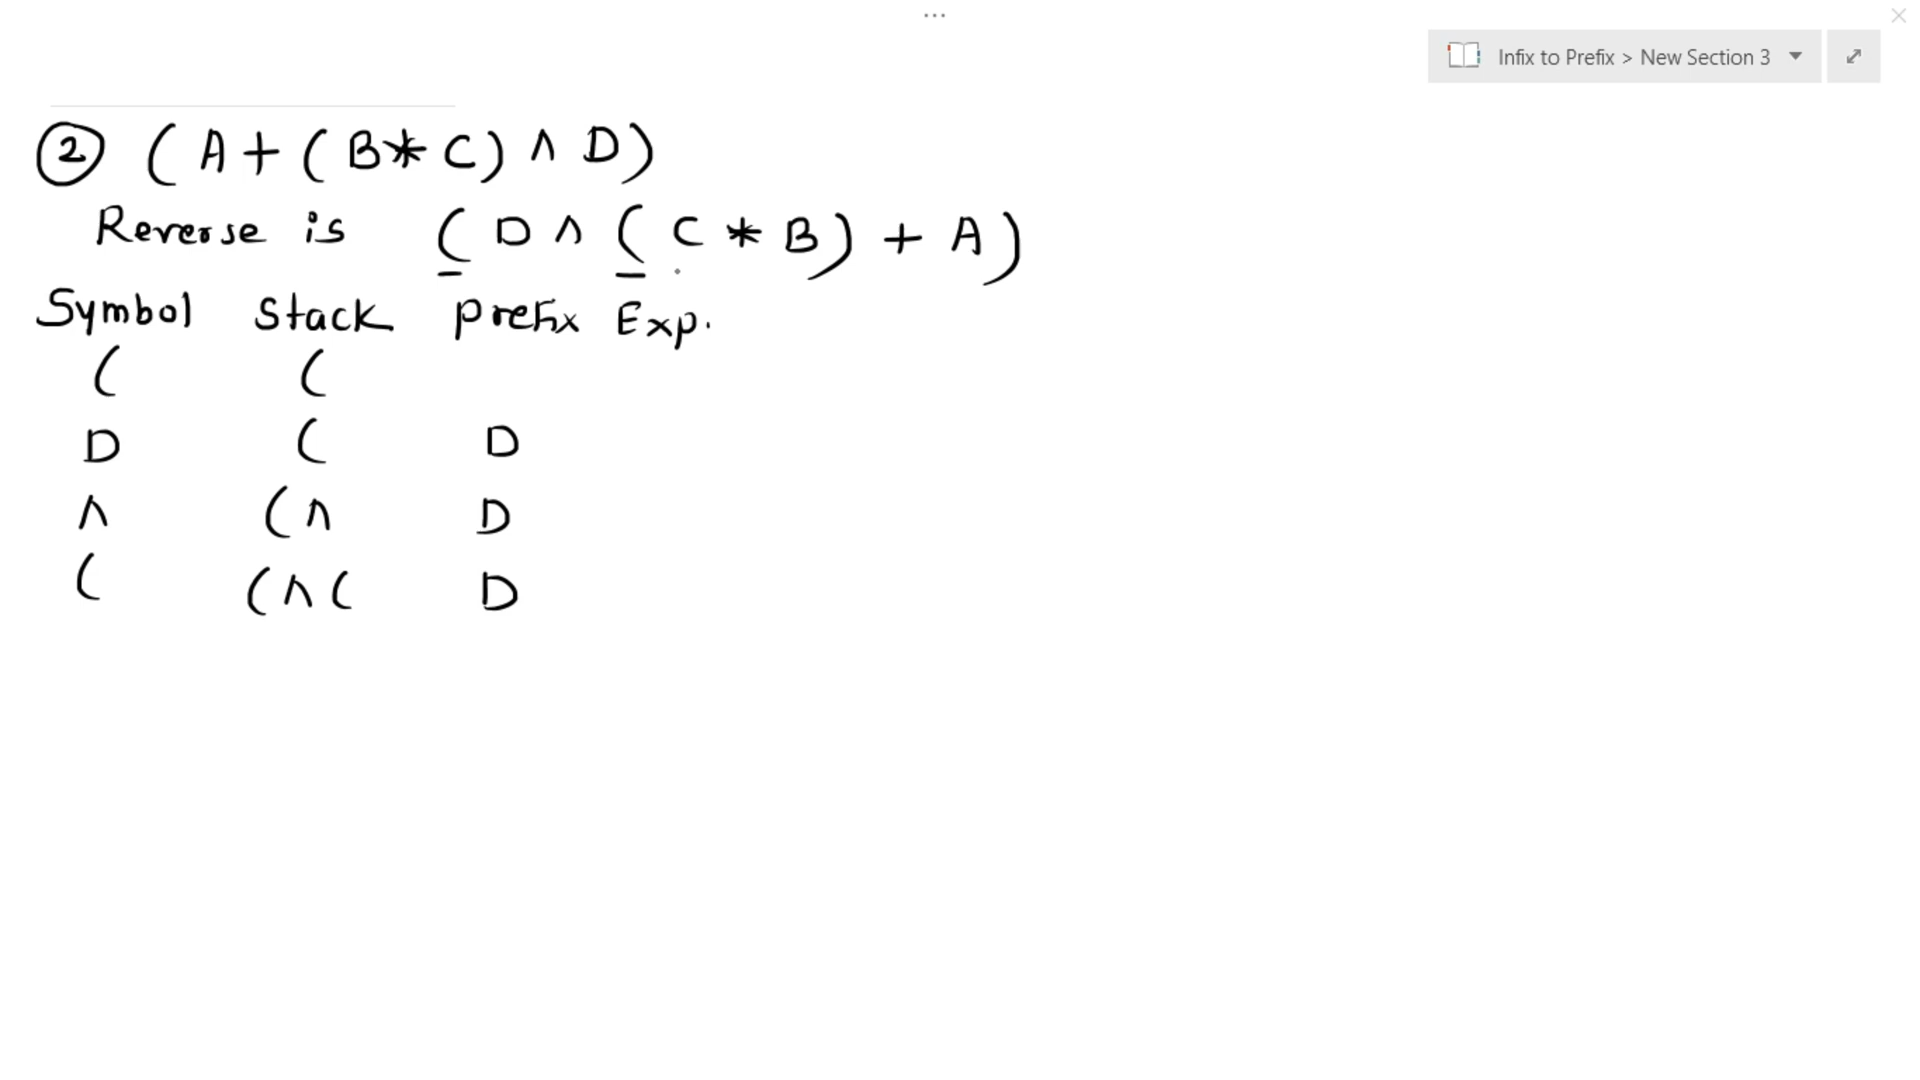 ...
Infix to Prefix > New Section 3
② (A+(B*C)^D)
Reverse is (D^(C*B)+A)
Symbol Stack Prefix Exp.
( (
D ( D
^ (^ D
( (^( D